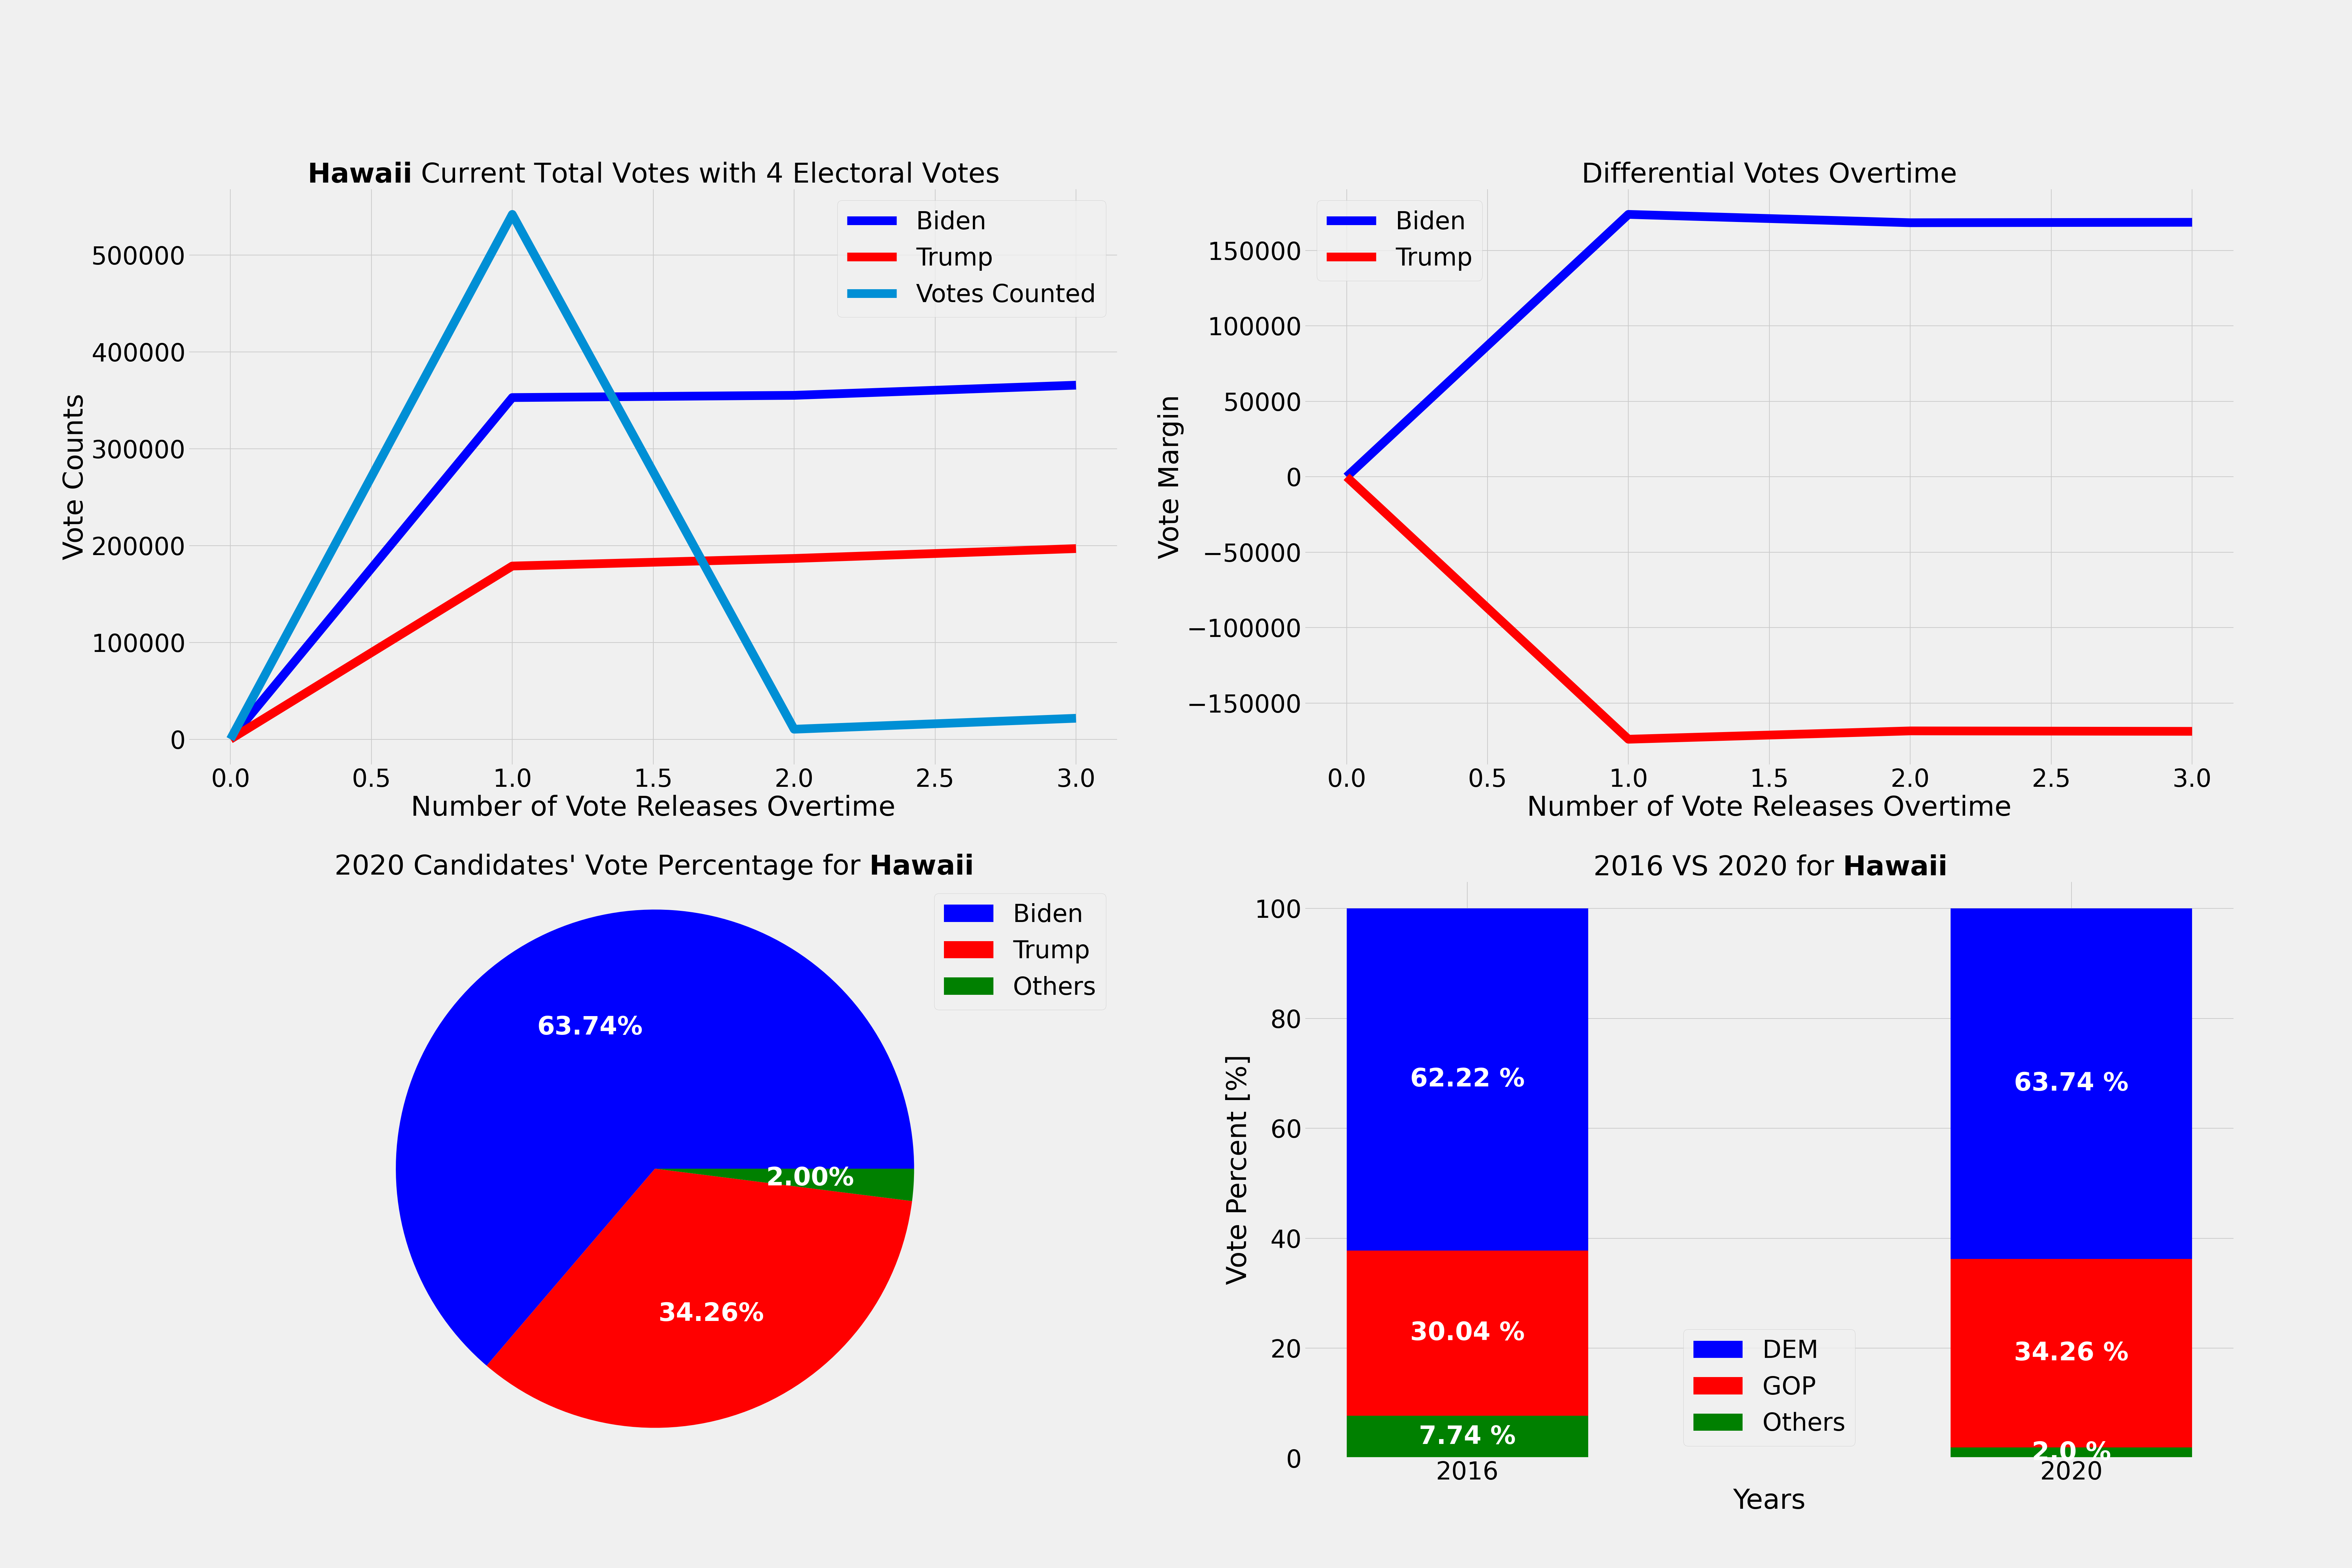 Hawaii Current Total Votes with 4 Electoral Votes
Biden
Trump
Votes Counted
500000
400000
300000
200000
100000
0
Vote Counts
0.0 0.5 1.0 1.5 2.0 2.5 3.0
Number of Vote Releases Overtime
Differential Votes Overtime
Biden
Trump
150000
100000
50000
0
−50000
−100000
−150000
Vote Margin
0.0 0.5 1.0 1.5 2.0 2.5 3.0
Number of Vote Releases Overtime
2020 Candidates' Vote Percentage for Hawaii
Biden
Trump
Others
63.74%
2.00%
34.26%
2016 VS 2020 for Hawaii
100
80
60
40
20
0
Vote Percent [%]
62.22 %
63.74 %
30.04 %
34.26 %
7.74 %
2.0 %
DEM
GOP
Others
2016 2020
Years